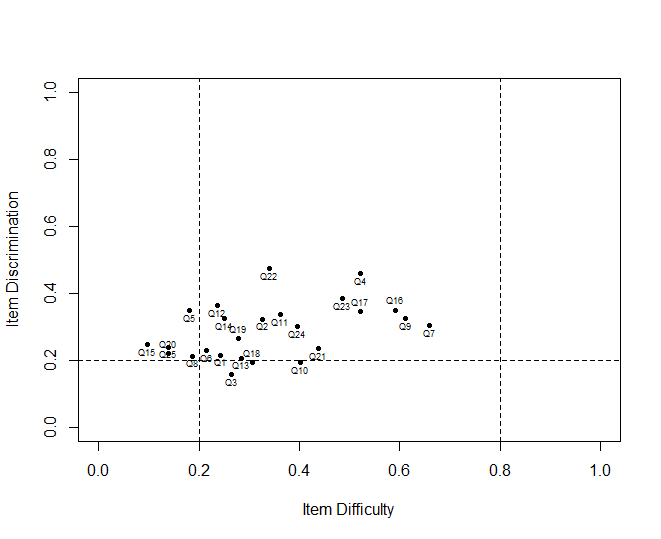 1.0
0.8
0.6
0.4
0.2
0.0
Item Discrimination
Q22
Q4
Q16
Q23
Q17
Q12
Q5
Q14
Q2
Q11
Q9
Q7
Q19
Q24
Q20
Q15
Q25
Q6
Q8
Q1
Q18
Q21
Q13
Q10
Q3
0.0 0.2 0.4 0.6 0.8 1.0
Item Difficulty